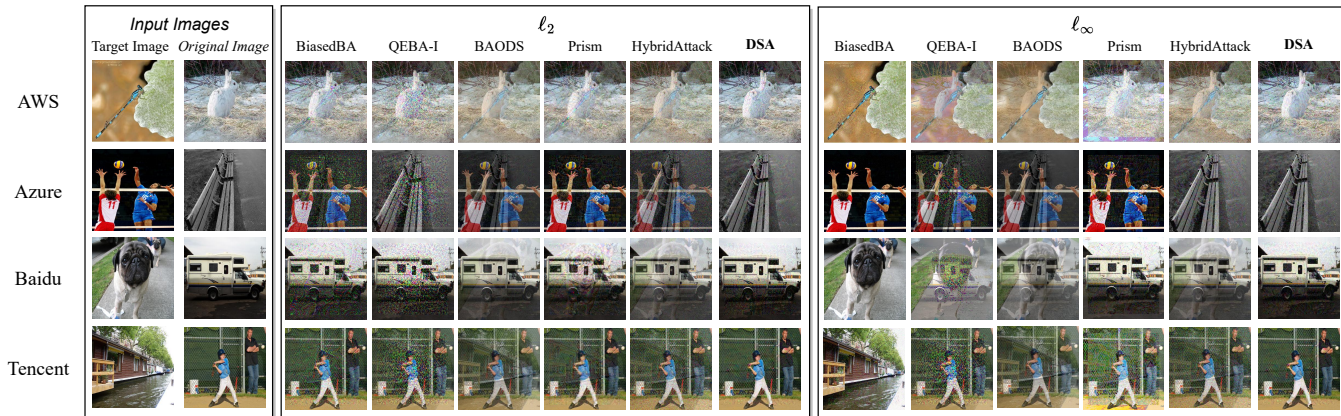 Input Images
ℓ₂
ℓ∞
Target Image Original Image BiasedBA QEBA-I BAODS Prism HybridAttack DSA BiasedBA QEBA-I BAODS Prism HybridAttack DSA
AWS
Azure
11
Baidu
Tencent